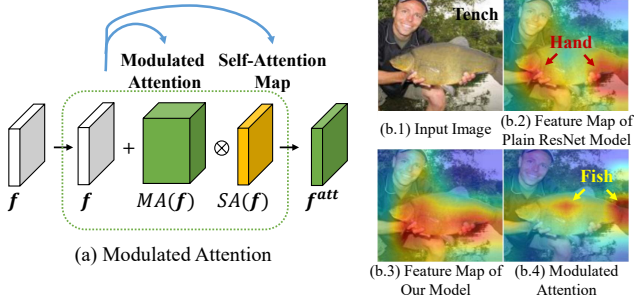 Modulated
Attention
Self-Attention
Map
f
f
+
MA(f)
⊗
SA(f)
f^att
(a) Modulated Attention
Tench
(b.1) Input Image
Hand
(b.2) Feature Map of
Plain ResNet Model
(b.3) Feature Map of
Our Model
Fish
(b.4) Modulated
Attention